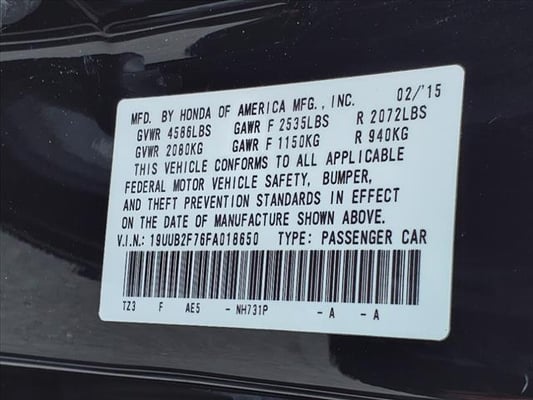 MFD. BY HONDA OF AMERICA MFG., INC. 02/'15
GVWR 4586LBS GAWR F 2535LBS R 2072LBS
GVWR 2080KG GAWR F 1150KG R 940KG
THIS VEHICLE CONFORMS TO ALL APPLICABLE
FEDERAL MOTOR VEHICLE SAFETY, BUMPER,
AND THEFT PREVENTION STANDARDS IN EFFECT
ON THE DATE OF MANUFACTURE SHOWN ABOVE.
V.I.N.: 19UUB2F76FA018650 TYPE: PASSENGER CAR
TZ3 F AE5 - NH731P - A - A